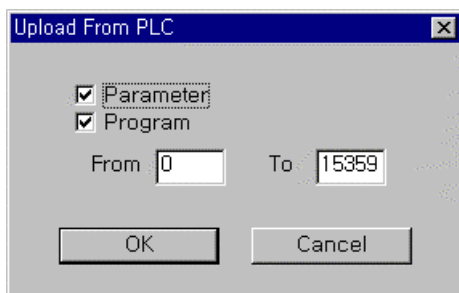 Upload From PLC
Parameter
Program
From 0 To 15359
OK Cancel